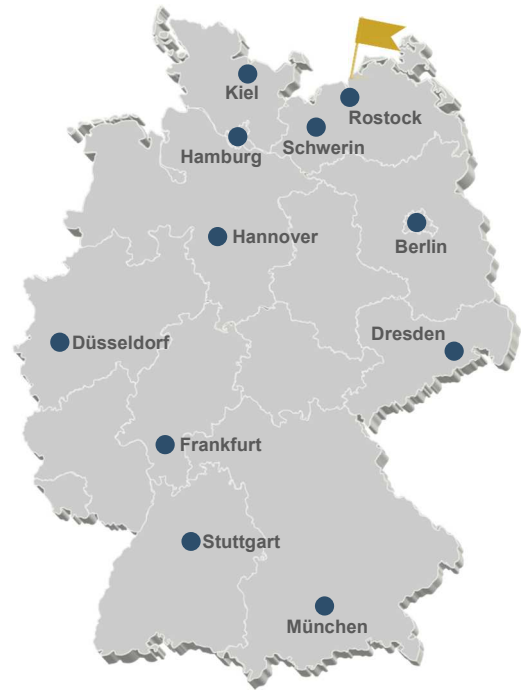 Kiel
Rostock
Schwerin
Hamburg
Hannover
Berlin
Dresden
Düsseldorf
Frankfurt
Stuttgart
München